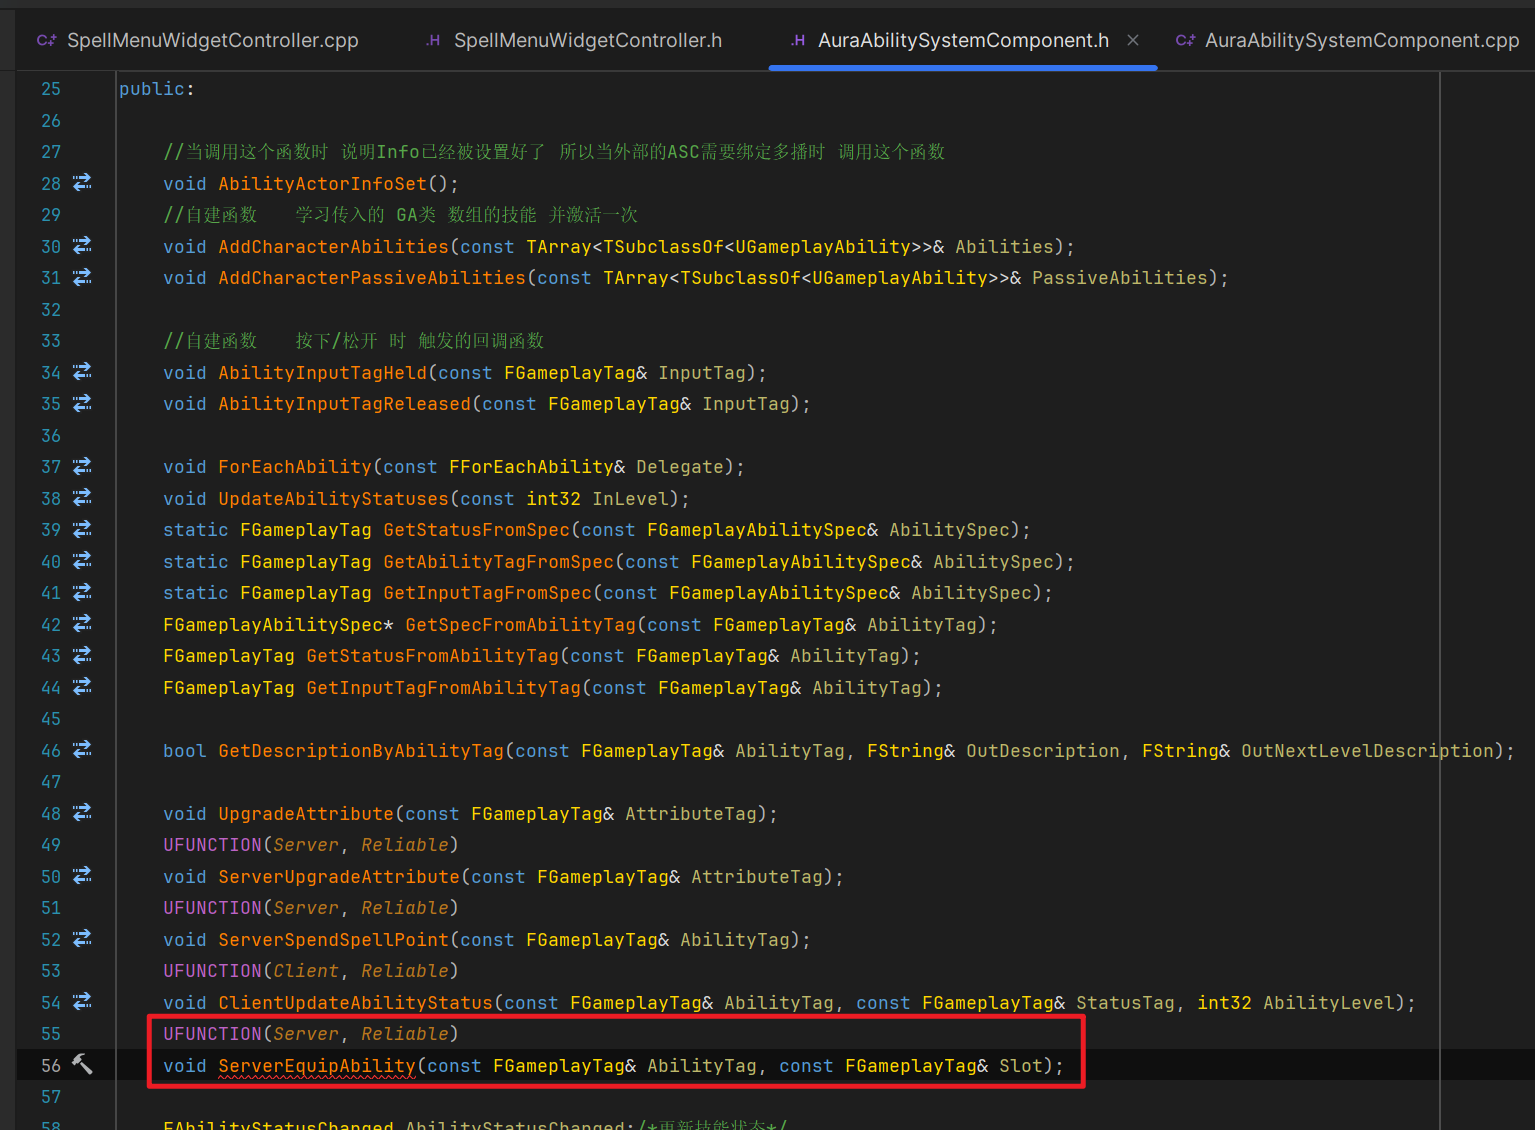 C++ SpellMenuWidgetController.cpp .H SpellMenuWidgetController.h .H AuraAbilitySystemComponent.h × C++ AuraAbilitySystemComponent.cpp
25 public:
26
27 //当调用这个函数时 说明Info已经被设置好了 所以当外部的ASC需要绑定多播时 调用这个函数
28 void AbilityActorInfoSet();
29 //自建函数 学习传入的 GA类 数组的技能 并激活一次
30 void AddCharacterAbilities(const TArray<TSubclassOf<UGameplayAbility>>& Abilities);
31 void AddCharacterPassiveAbilities(const TArray<TSubclassOf<UGameplayAbility>>& PassiveAbilities);
32
33 //自建函数 按下/松开 时 触发的回调函数
34 void AbilityInputTagHeld(const FGameplayTag& InputTag);
35 void AbilityInputTagReleased(const FGameplayTag& InputTag);
36
37 void ForEachAbility(const FForEachAbility& Delegate);
38 void UpdateAbilityStatuses(const int32 InLevel);
39 static FGameplayTag GetStatusFromSpec(const FGameplayAbilitySpec& AbilitySpec);
40 static FGameplayTag GetAbilityTagFromSpec(const FGameplayAbilitySpec& AbilitySpec);
41 static FGameplayTag GetInputTagFromSpec(const FGameplayAbilitySpec& AbilitySpec);
42 FGameplayAbilitySpec* GetSpecFromAbilityTag(const FGameplayTag& AbilityTag);
43 FGameplayTag GetStatusFromAbilityTag(const FGameplayTag& AbilityTag);
44 FGameplayTag GetInputTagFromAbilityTag(const FGameplayTag& AbilityTag);
45
46 bool GetDescriptionByAbilityTag(const FGameplayTag& AbilityTag, FString& OutDescription, FString& OutNextLevelDescription);
47
48 void UpgradeAttribute(const FGameplayTag& AttributeTag);
49 UFUNCTION(Server, Reliable)
50 void ServerUpgradeAttribute(const FGameplayTag& AttributeTag);
51 UFUNCTION(Server, Reliable)
52 void ServerSpendSpellPoint(const FGameplayTag& AbilityTag);
53 UFUNCTION(Client, Reliable)
54 void ClientUpdateAbilityStatus(const FGameplayTag& AbilityTag, const FGameplayTag& StatusTag, int32 AbilityLevel);
55 UFUNCTION(Server, Reliable)
56 void ServerEquipAbility(const FGameplayTag& AbilityTag, const FGameplayTag& Slot);
57
58 FAbilityStatusChanged AbilityStatusChanged;/*更新技能状态*/